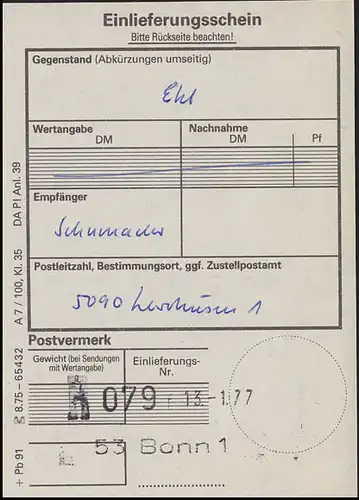 Einlieferungsschein
Bitte Rückseite beachten!
Gegenstand (Abkürzungen umseitig)
Wertangabe
DM
Nachnahme
DM
Pf
Empfänger
Schumacher
Postleitzahl, Bestimmungsort, ggf. Zustellpostamt
5090 Leverkusen 1
Postvermerk
Gewicht (bei Sendungen
mit Wertangabe)
Einlieferungs-
Nr.
079
13-1.77
53 Bonn 1
+ Pb 91
8.75 – 65432
A 7 / 100, Kl. 35
DA PI Anl. 39